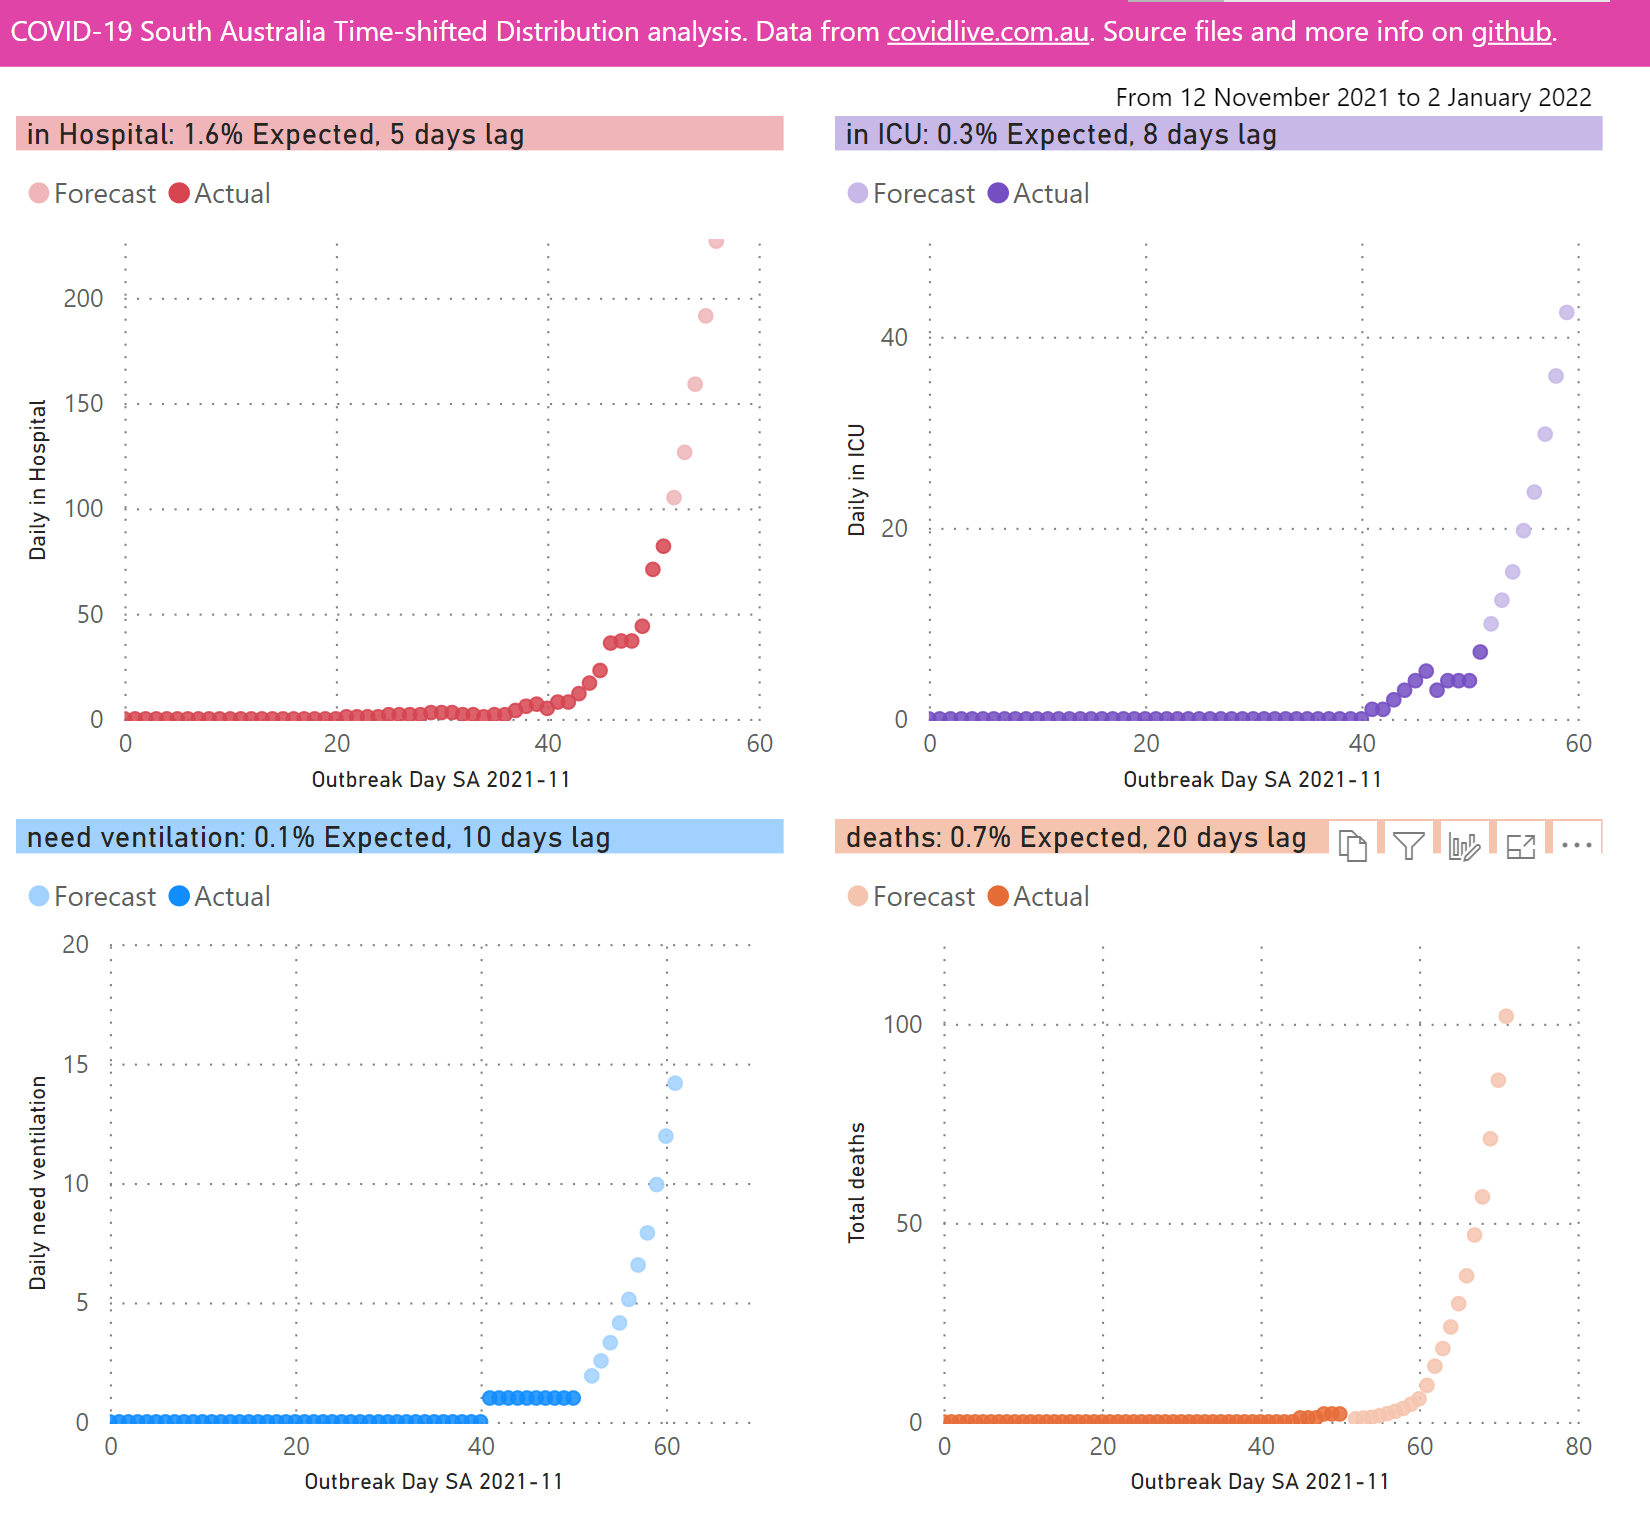 COVID-19 South Australia Time-shifted Distribution analysis. Data from covidlive.com.au. Source files and more info on github.
From 12 November 2021 to 2 January 2022
in Hospital: 1.6% Expected, 5 days lag
Forecast Actual
Daily in Hospital
200
150
100
50
0
0 20 40 60
Outbreak Day SA 2021-11
in ICU: 0.3% Expected, 8 days lag
Forecast Actual
Daily in ICU
40
20
0
0 20 40 60
Outbreak Day SA 2021-11
need ventilation: 0.1% Expected, 10 days lag
Forecast Actual
Daily need ventilation
20
15
10
5
0
0 20 40 60
Outbreak Day SA 2021-11
deaths: 0.7% Expected, 20 days lag
Forecast Actual
Total deaths
100
50
0
0 20 40 60 80
Outbreak Day SA 2021-11